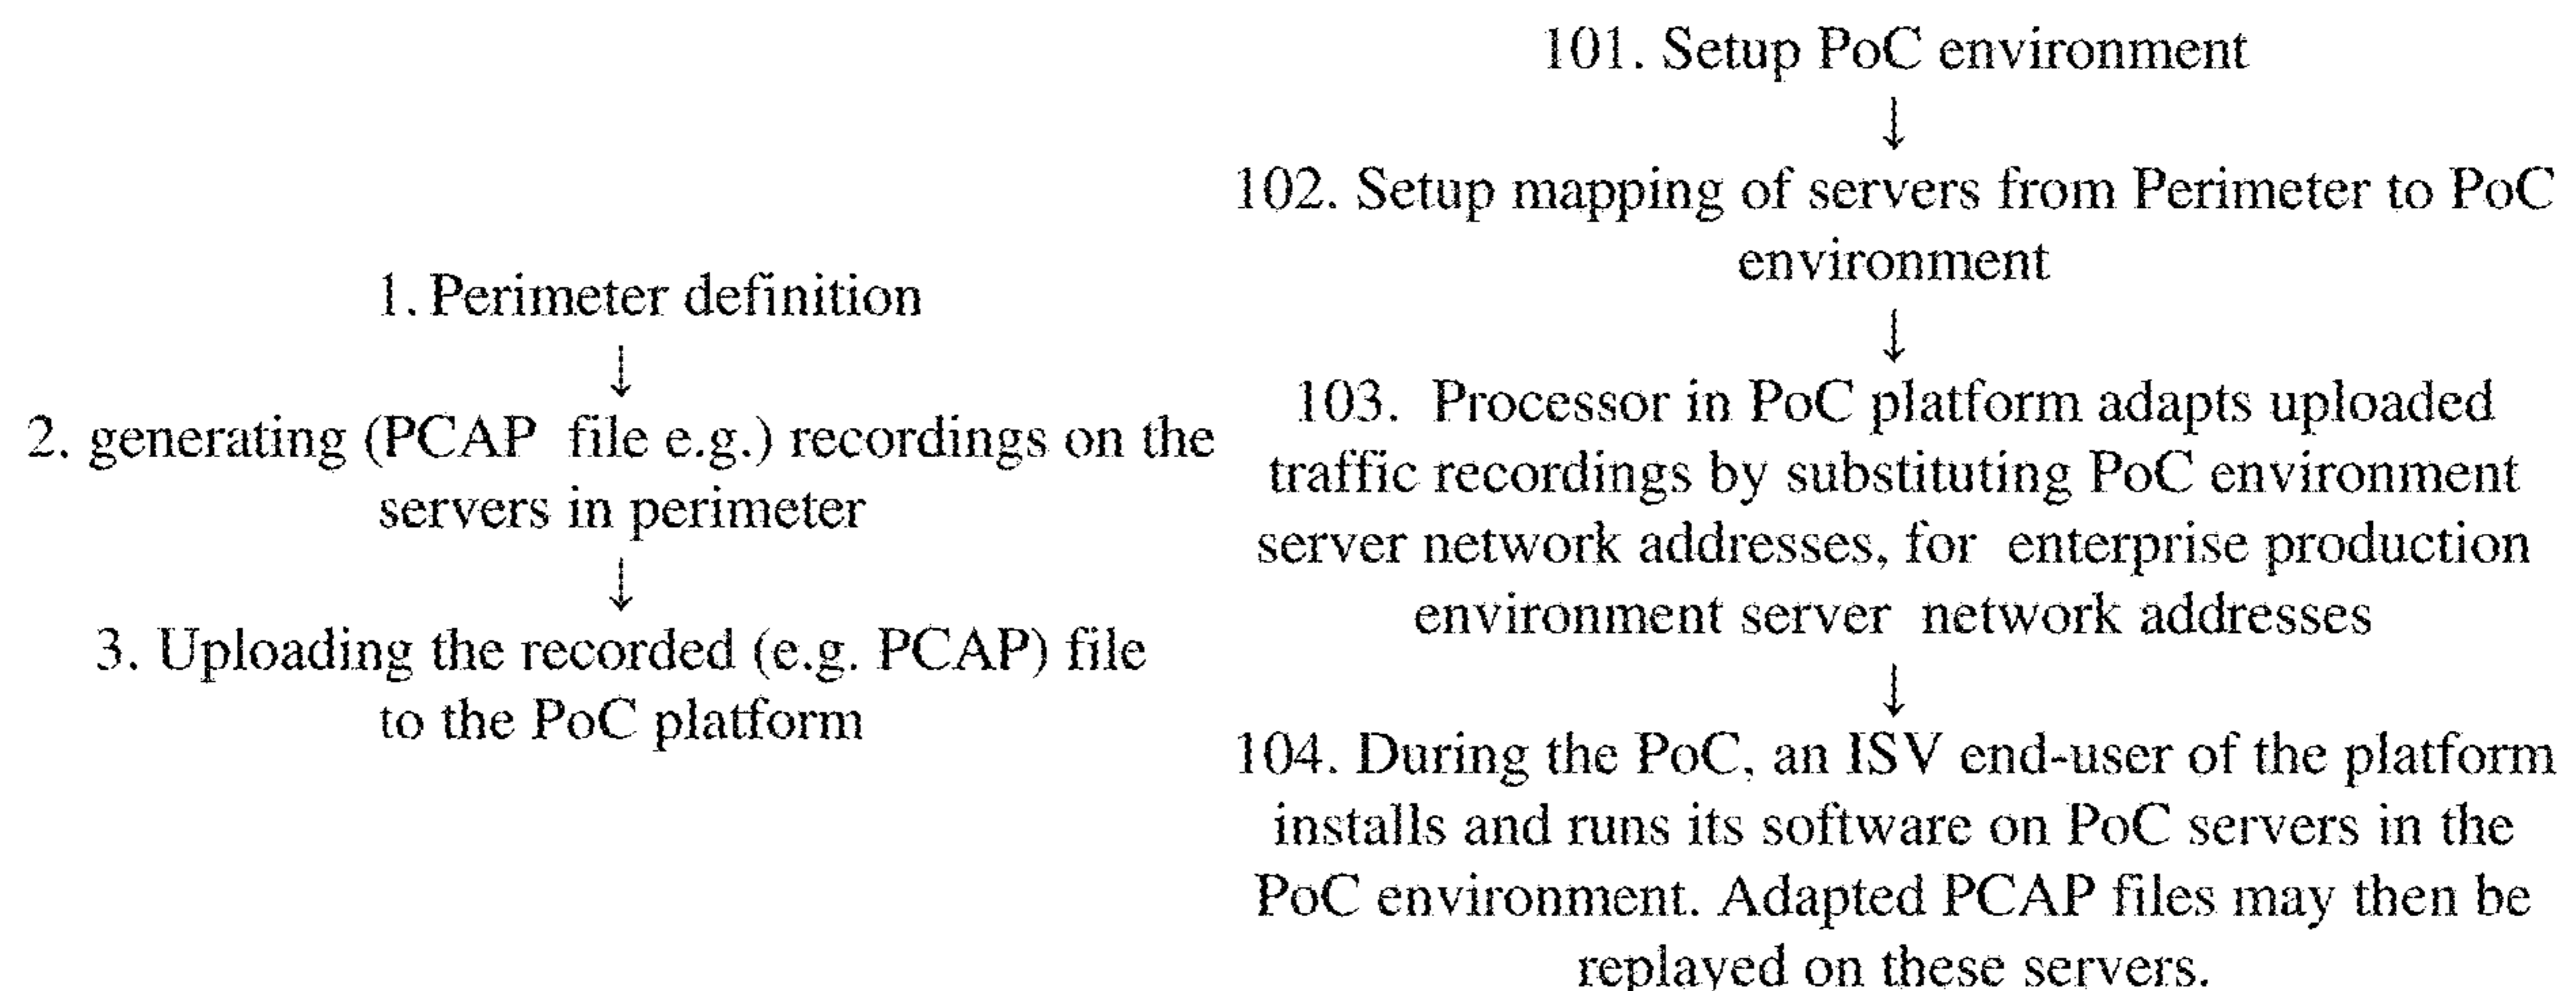 1. Perimeter definition
↓
2. generating (PCAP file e.g.) recordings on the
servers in perimeter
↓
3. Uploading the recorded (e.g. PCAP) file
to the PoC platform
101. Setup PoC environment
↓
102. Setup mapping of servers from Perimeter to PoC
environment
↓
103. Processor in PoC platform adapts uploaded
traffic recordings by substituting PoC environment
server network addresses, for enterprise production
environment server network addresses
↓
104. During the PoC, an ISV end-user of the platform
installs and runs its software on PoC servers in the
PoC environment. Adapted PCAP files may then be
replayed on these servers.